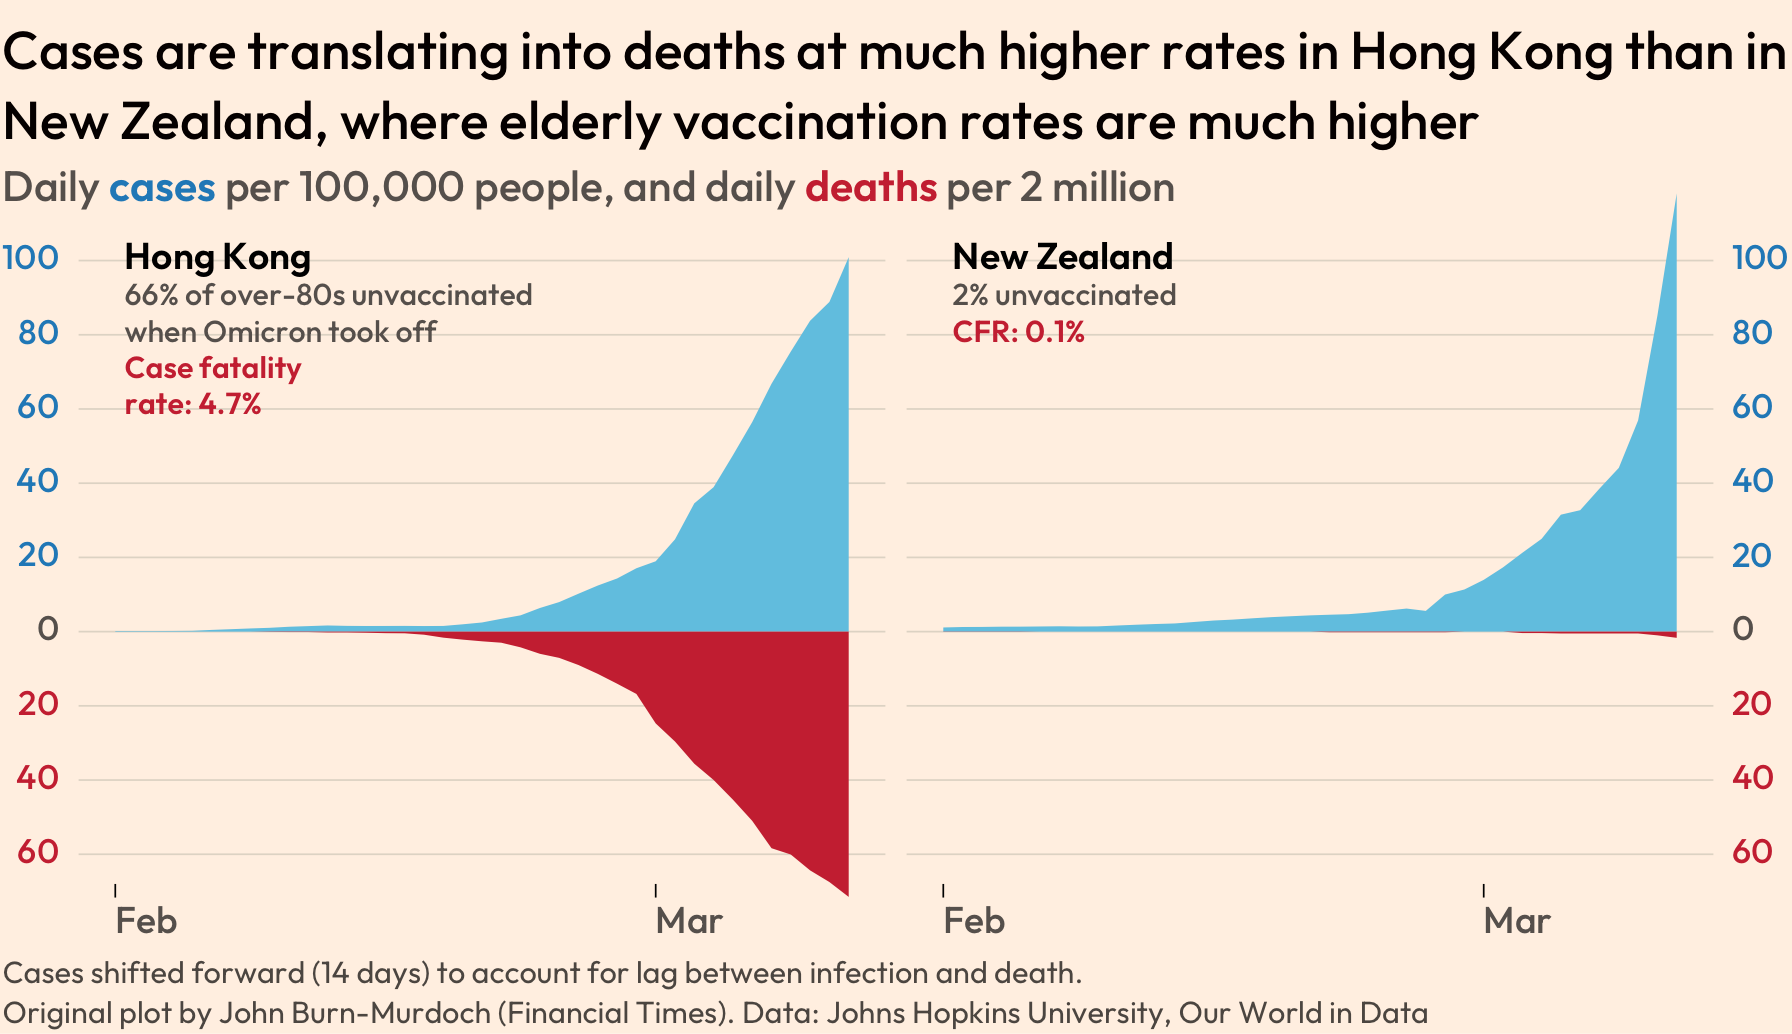 Cases are translating into deaths at much higher rates in Hong Kong than in
New Zealand, where elderly vaccination rates are much higher
Daily cases per 100,000 people, and daily deaths per 2 million
Hong Kong
66% of over-80s unvaccinated
when Omicron took off
Case fatality
rate: 4.7%
New Zealand
2% unvaccinated
CFR: 0.1%
100
80
60
40
20
0
20
40
60
100
80
60
40
20
0
20
40
60
Feb
Mar
Feb
Mar
Cases shifted forward (14 days) to account for lag between infection and death.
Original plot by John Burn-Murdoch (Financial Times). Data: Johns Hopkins University, Our World in Data